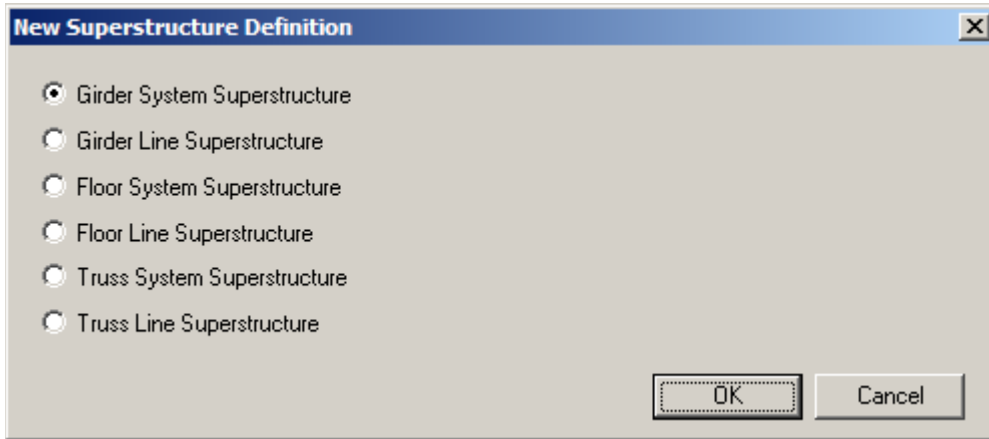 New Superstructure Definition
Girder System Superstructure
Girder Line Superstructure
Floor System Superstructure
Floor Line Superstructure
Truss System Superstructure
Truss Line Superstructure
OK Cancel